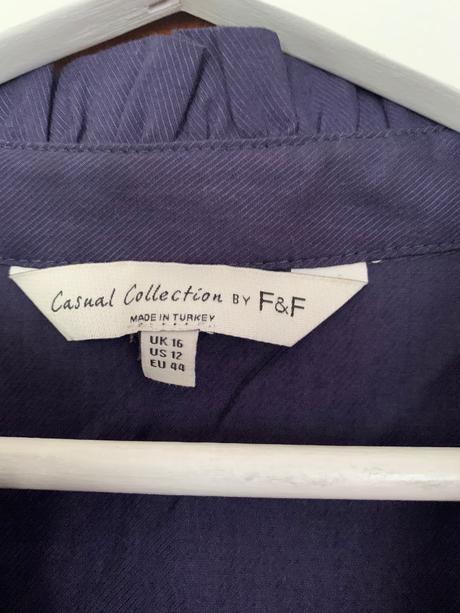 Casual Collection BY F&F
MADE IN TURKEY
UK 16
US 12
EU 44